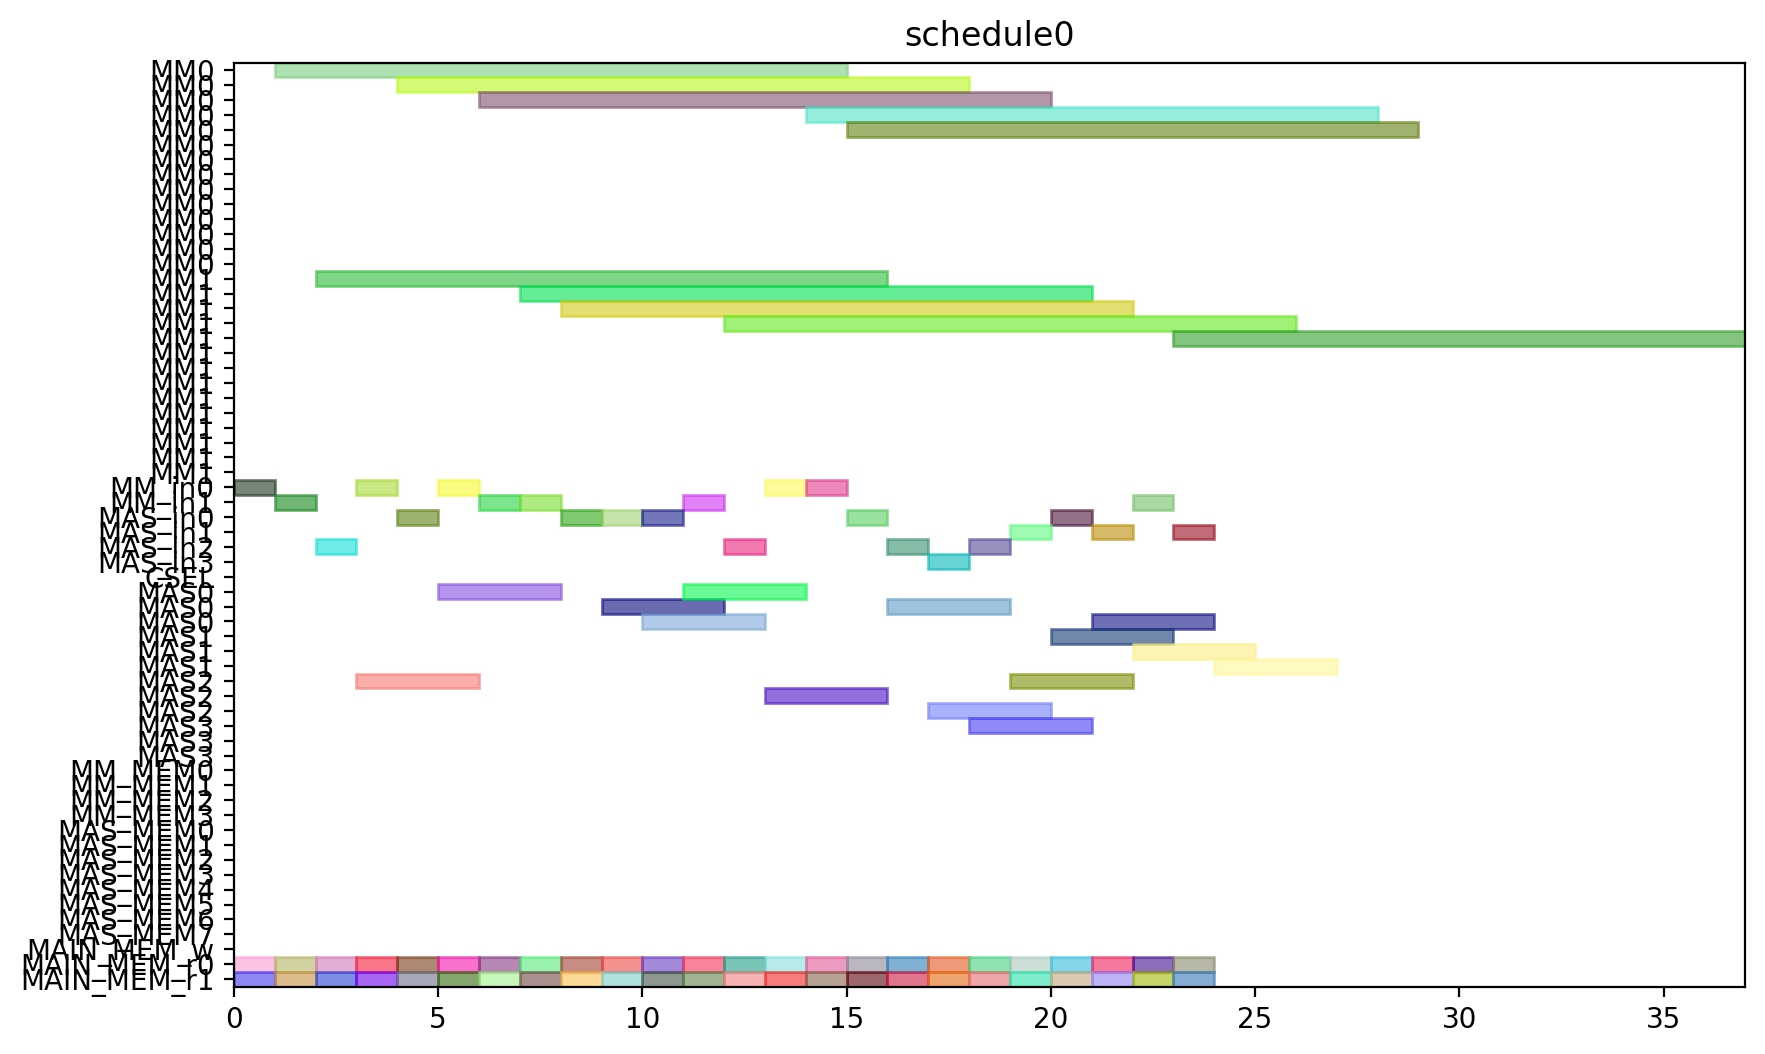 schedule0
MM0
MM0
MM0
MM0
MM0
MM0
MM0
MM0
MM0
MM0
MM0
MM0
MM0
MM0
MM1
MM1
MM1
MM1
MM1
MM1
MM1
MM1
MM1
MM1
MM1
MM1
MM1
MM1
MM_in0
MM_in1
MAS_in0
MAS_in1
MAS_in2
MAS_in3
CSEL
MAS0
MAS0
MAS0
MAS1
MAS1
MAS1
MAS2
MAS2
MAS2
MAS3
MAS3
MAS3
MM_MEM0
MM_MEM1
MM_MEM2
MM_MEM3
MAS_MEM0
MAS_MEM1
MAS_MEM2
MAS_MEM3
MAS_MEM4
MAS_MEM5
MAS_MEM6
MAS_MEM7
MAIN_MEM_w
MAIN_MEM_r0
MAIN_MEM_r1
0 5 10 15 20 25 30 35